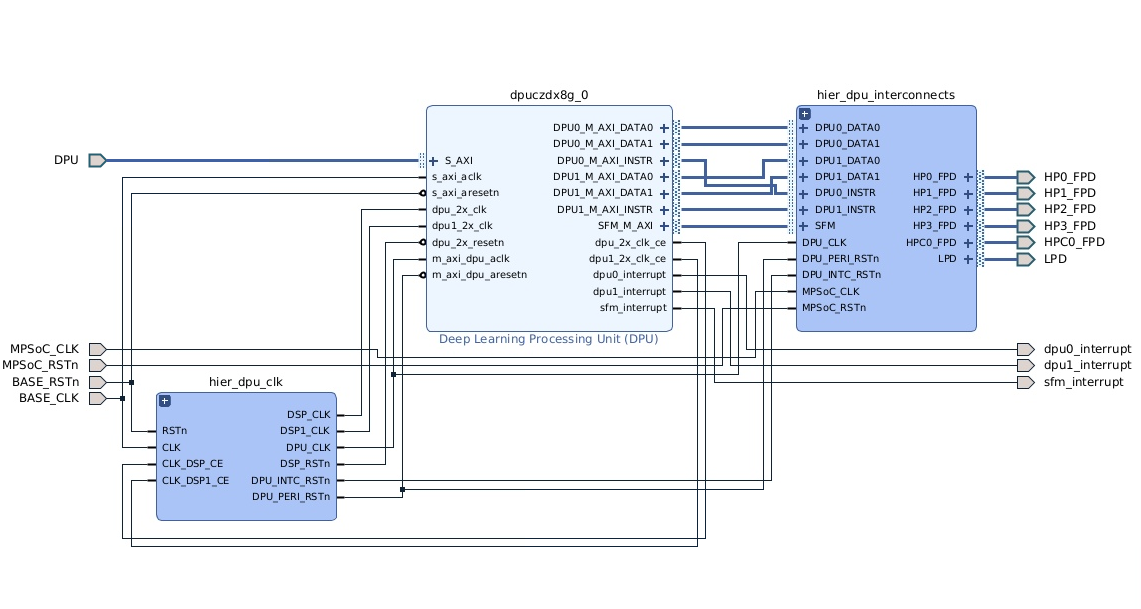 dpuczdx8g_0
hier_dpu_interconnects
DPU
S_AXI
s_axi_aclk
s_axi_aresetn
dpu_2x_clk
dpu1_2x_clk
dpu_2x_resetn
m_axi_dpu_aclk
m_axi_dpu_aresetn
DPU0_M_AXI_DATA0
DPU0_M_AXI_DATA1
DPU0_M_AXI_INSTR
DPU1_M_AXI_DATA0
DPU1_M_AXI_DATA1
DPU1_M_AXI_INSTR
SFM_M_AXI
dpu_2x_clk_ce
dpu1_2x_clk_ce
dpu0_interrupt
dpu1_interrupt
sfm_interrupt
Deep Learning Processing Unit (DPU)
DPU0_DATA0
DPU0_DATA1
DPU1_DATA0
DPU1_DATA1
DPU0_INSTR
DPU1_INSTR
SFM
DPU_CLK
DPU_PERI_RSTn
DPU_INTC_RSTn
MPSoC_CLK
MPSoC_RSTn
HP0_FPD
HP1_FPD
HP2_FPD
HP3_FPD
HPC0_FPD
LPD
HP0_FPD
HP1_FPD
HP2_FPD
HP3_FPD
HPC0_FPD
LPD
MPSoC_CLK
MPSoC_RSTn
BASE_RSTn
BASE_CLK
dpu0_interrupt
dpu1_interrupt
sfm_interrupt
hier_dpu_clk
RSTn
CLK
CLK_DSP_CE
CLK_DSP1_CE
DSP_CLK
DSP1_CLK
DPU_CLK
DSP_RSTn
DPU_INTC_RSTn
DPU_PERI_RSTn